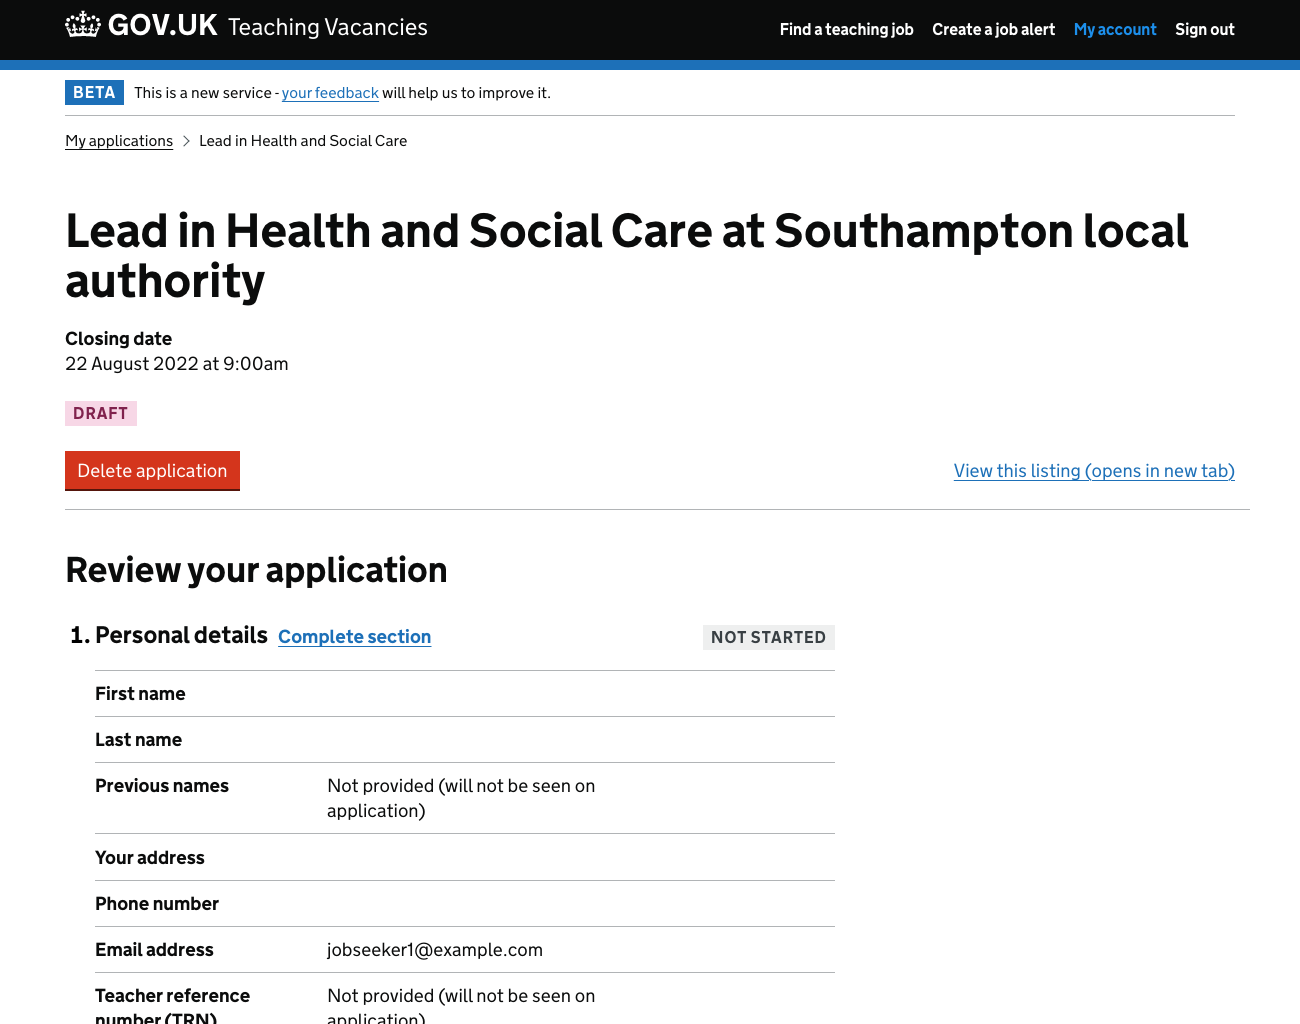 GOV.UK Teaching Vacancies
Find a teaching job Create a job alert My account Sign out
BETA This is a new service - your feedback will help us to improve it.
My applications Lead in Health and Social Care
Lead in Health and Social Care at Southampton local
authority
Closing date
22 August 2022 at 9:00am
DRAFT
Delete application View this listing (opens in new tab)
Review your application
1. Personal details Complete section NOT STARTED
First name
Last name
Previous names Not provided (will not be seen on
application)
Your address
Phone number
Email address jobseeker1@example.com
Teacher reference Not provided (will not be seen on
number (TRN) application)